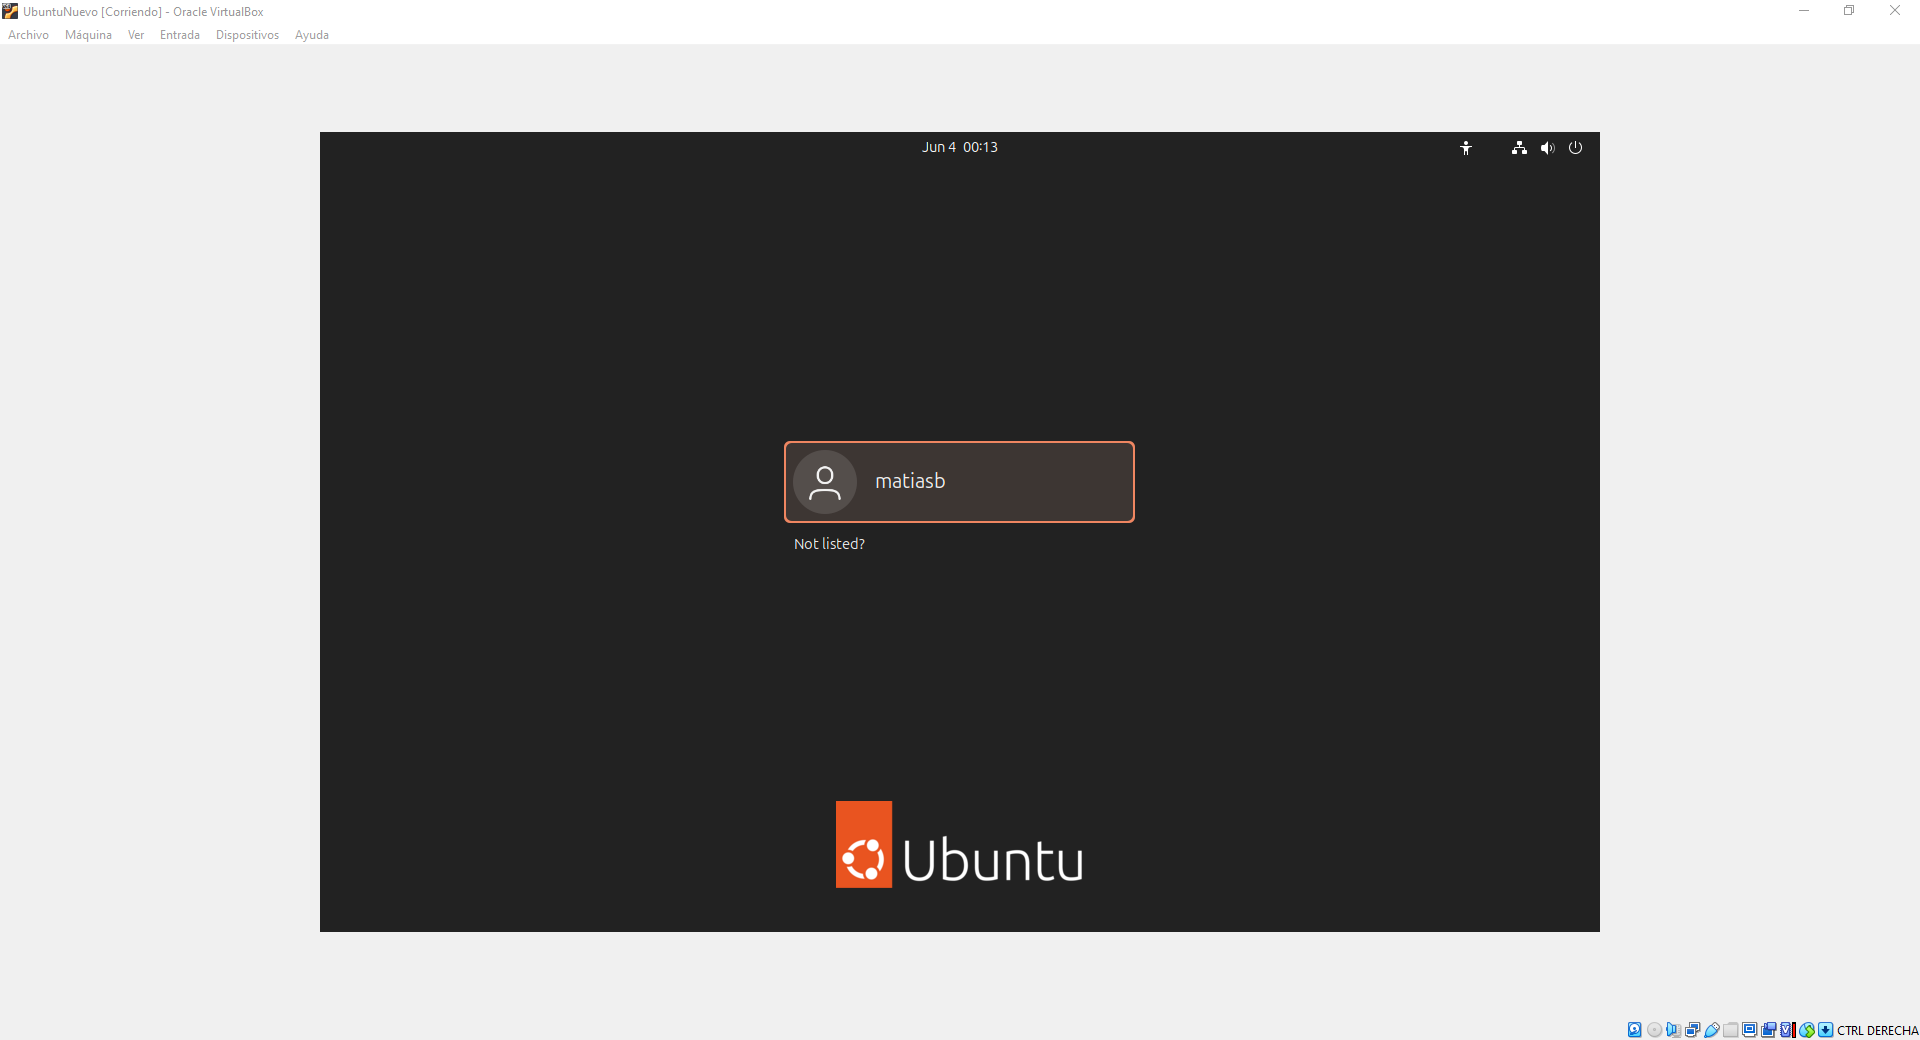 UbuntuNuevo [Corriendo] - Oracle VirtualBox
Archivo Máquina Ver Entrada Dispositivos Ayuda
Jun 4 00:13
matiasb
Not listed?
Ubuntu
CTRL DERECHA